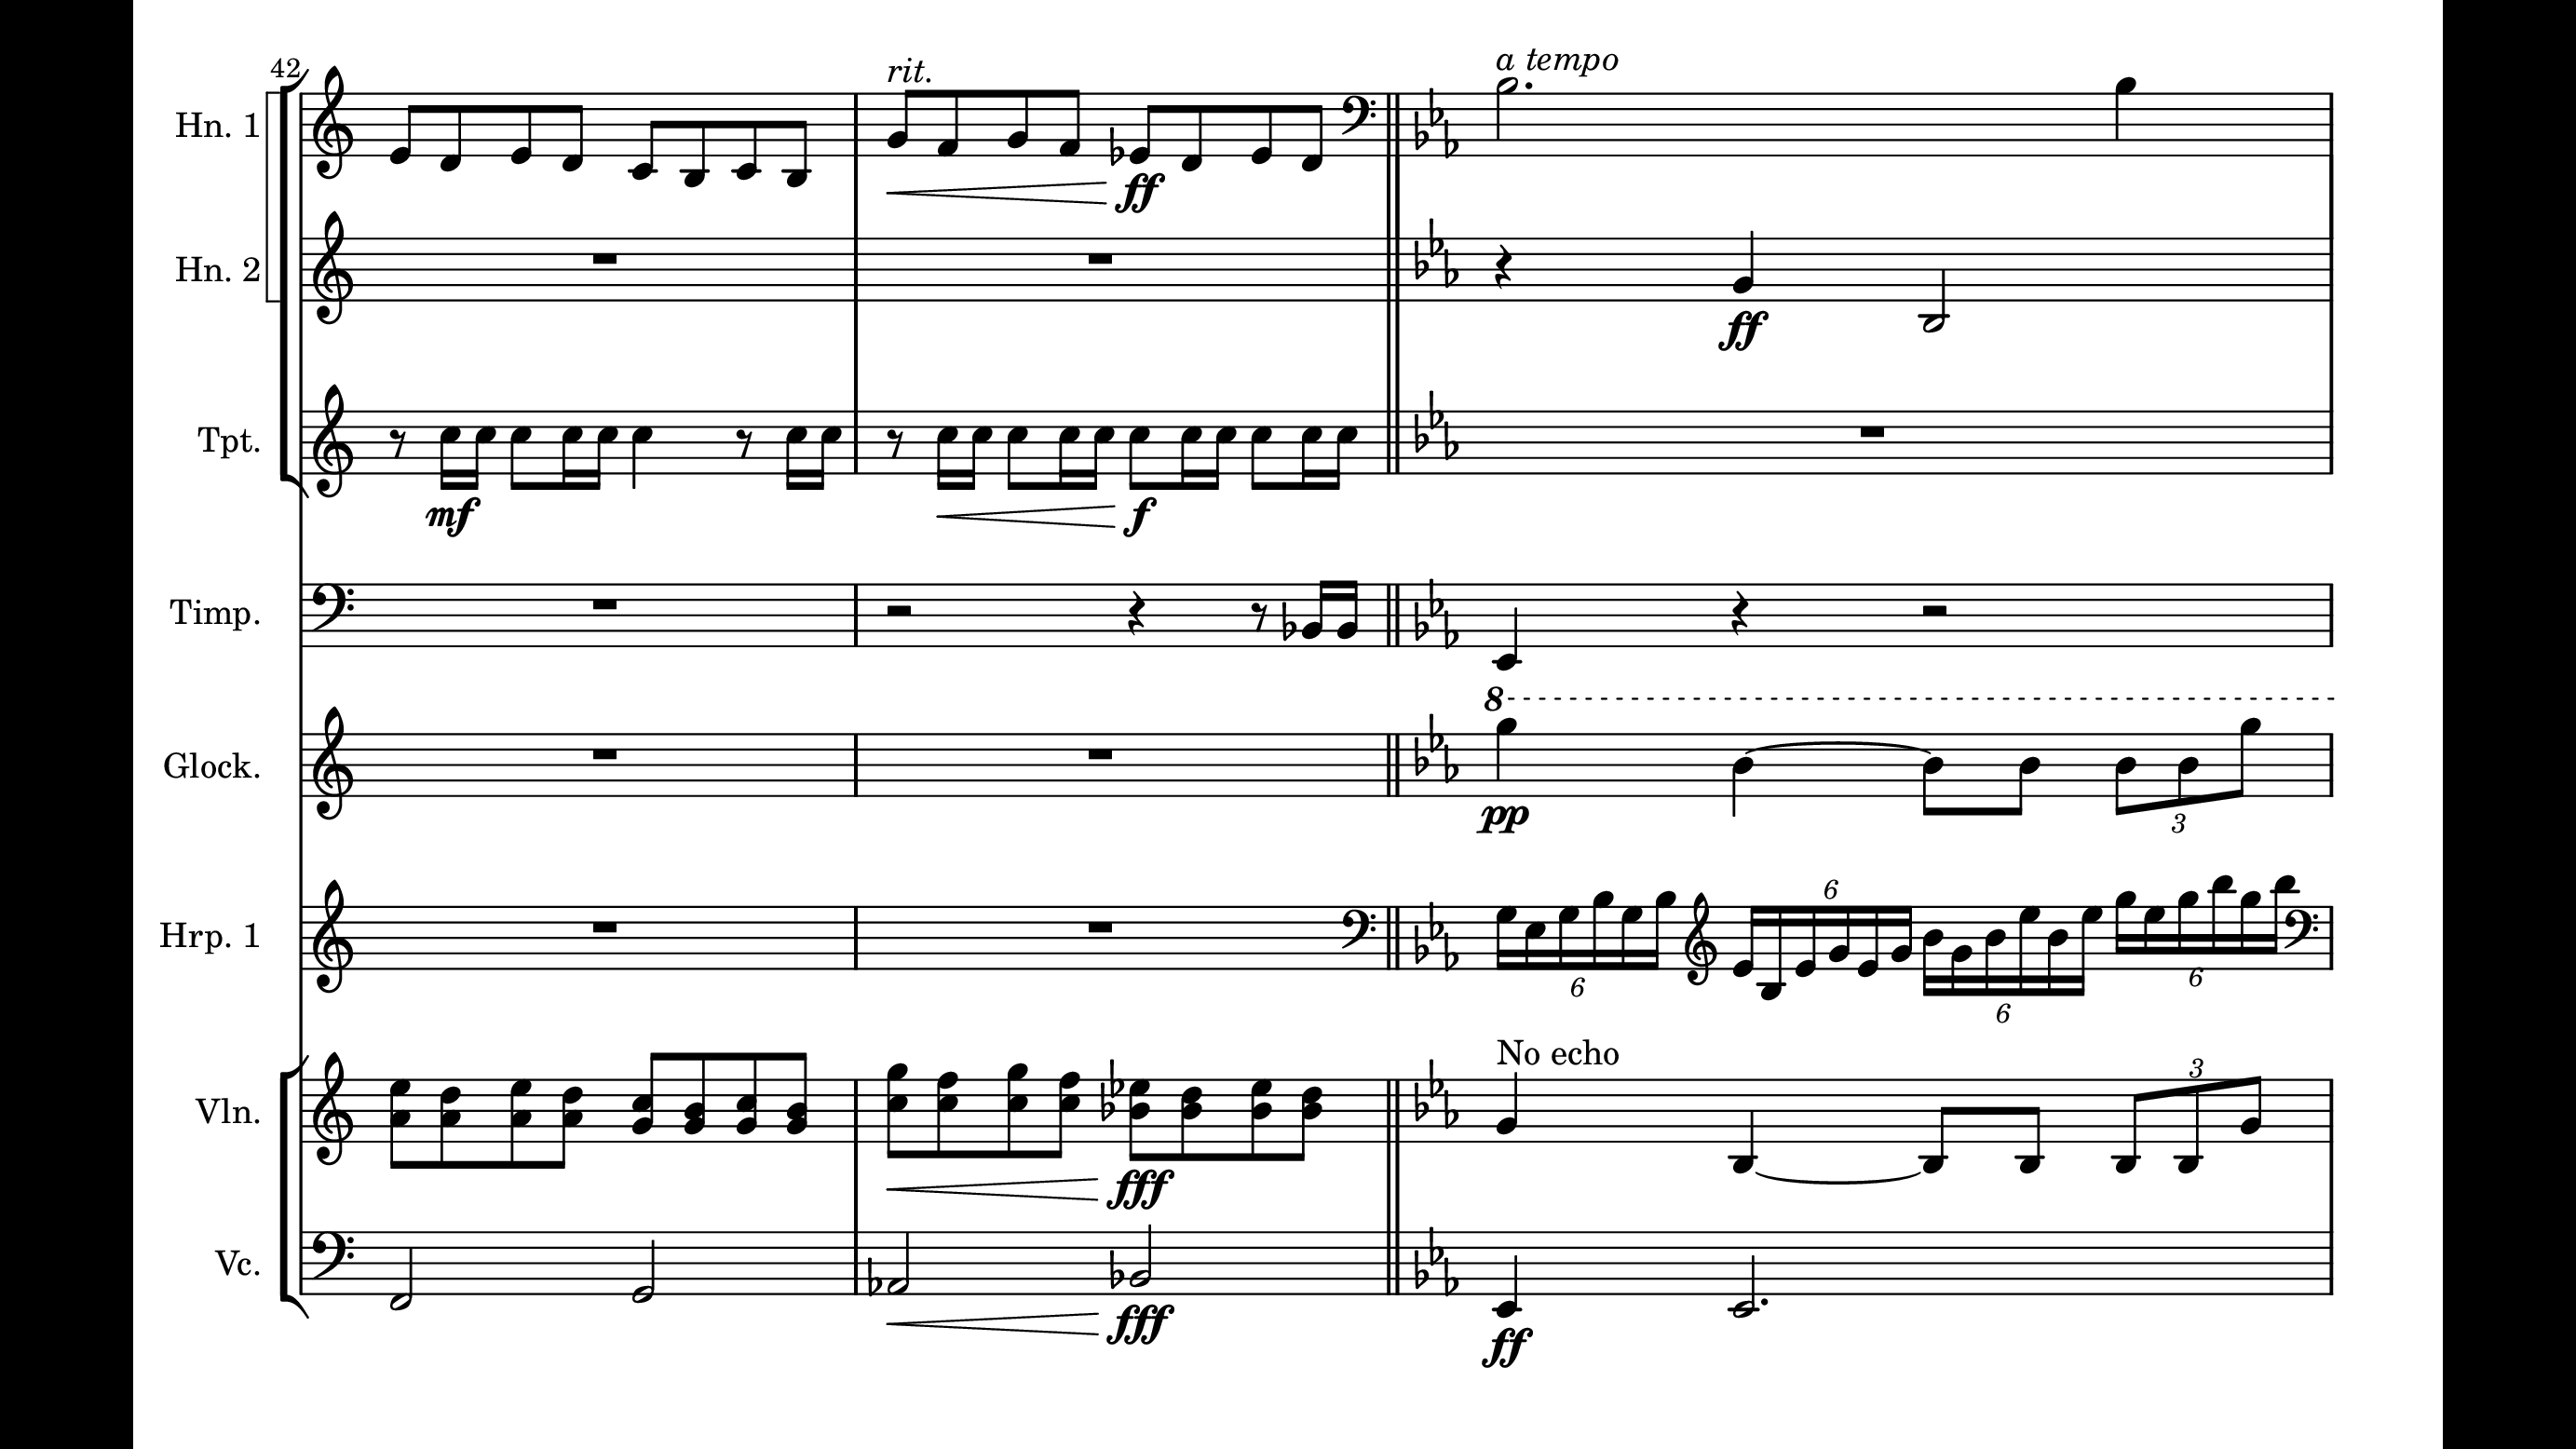 42
rit.
a tempo
Hn. 1
ff
Hn. 2
ff
Tpt.
mf
f
Timp.
8
Glock.
pp
3
6
Hrp. 1
6
6
6
No echo
3
Vln.
fff
Vc.
fff
ff